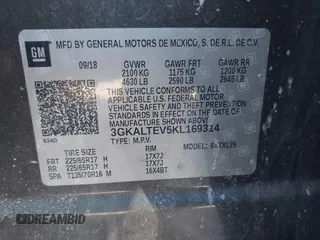 GM
MFD BY GENERAL MOTORS DE MEXICO, S. DE R.L. DE C.V.
09/18 GVWR GAWR FRT GAWR RR
2100 KG 1175 KG 1200 KG
4630 LB 2590 LB 2645 LB
THIS VEHICLE CONFORMS TO ALL APPLICABLE U.S. FEDERAL MOTOR
VEHICLE SAFETY, BUMPER, AND THEFT PREVENTION STANDARDS
IN EFFECT ON THE DATE OF MANUFACTURE SHOWN ABOVE.
3GKALTEV5KL169314
TYPE: M.P.V. MODEL:
TIRE SIZE RIM
FRT 225/65R17 H 17X7J
RR 225/65R17 H 17X7J
SPA T135/70R16 M 16X4BT
DREAMBID.COM